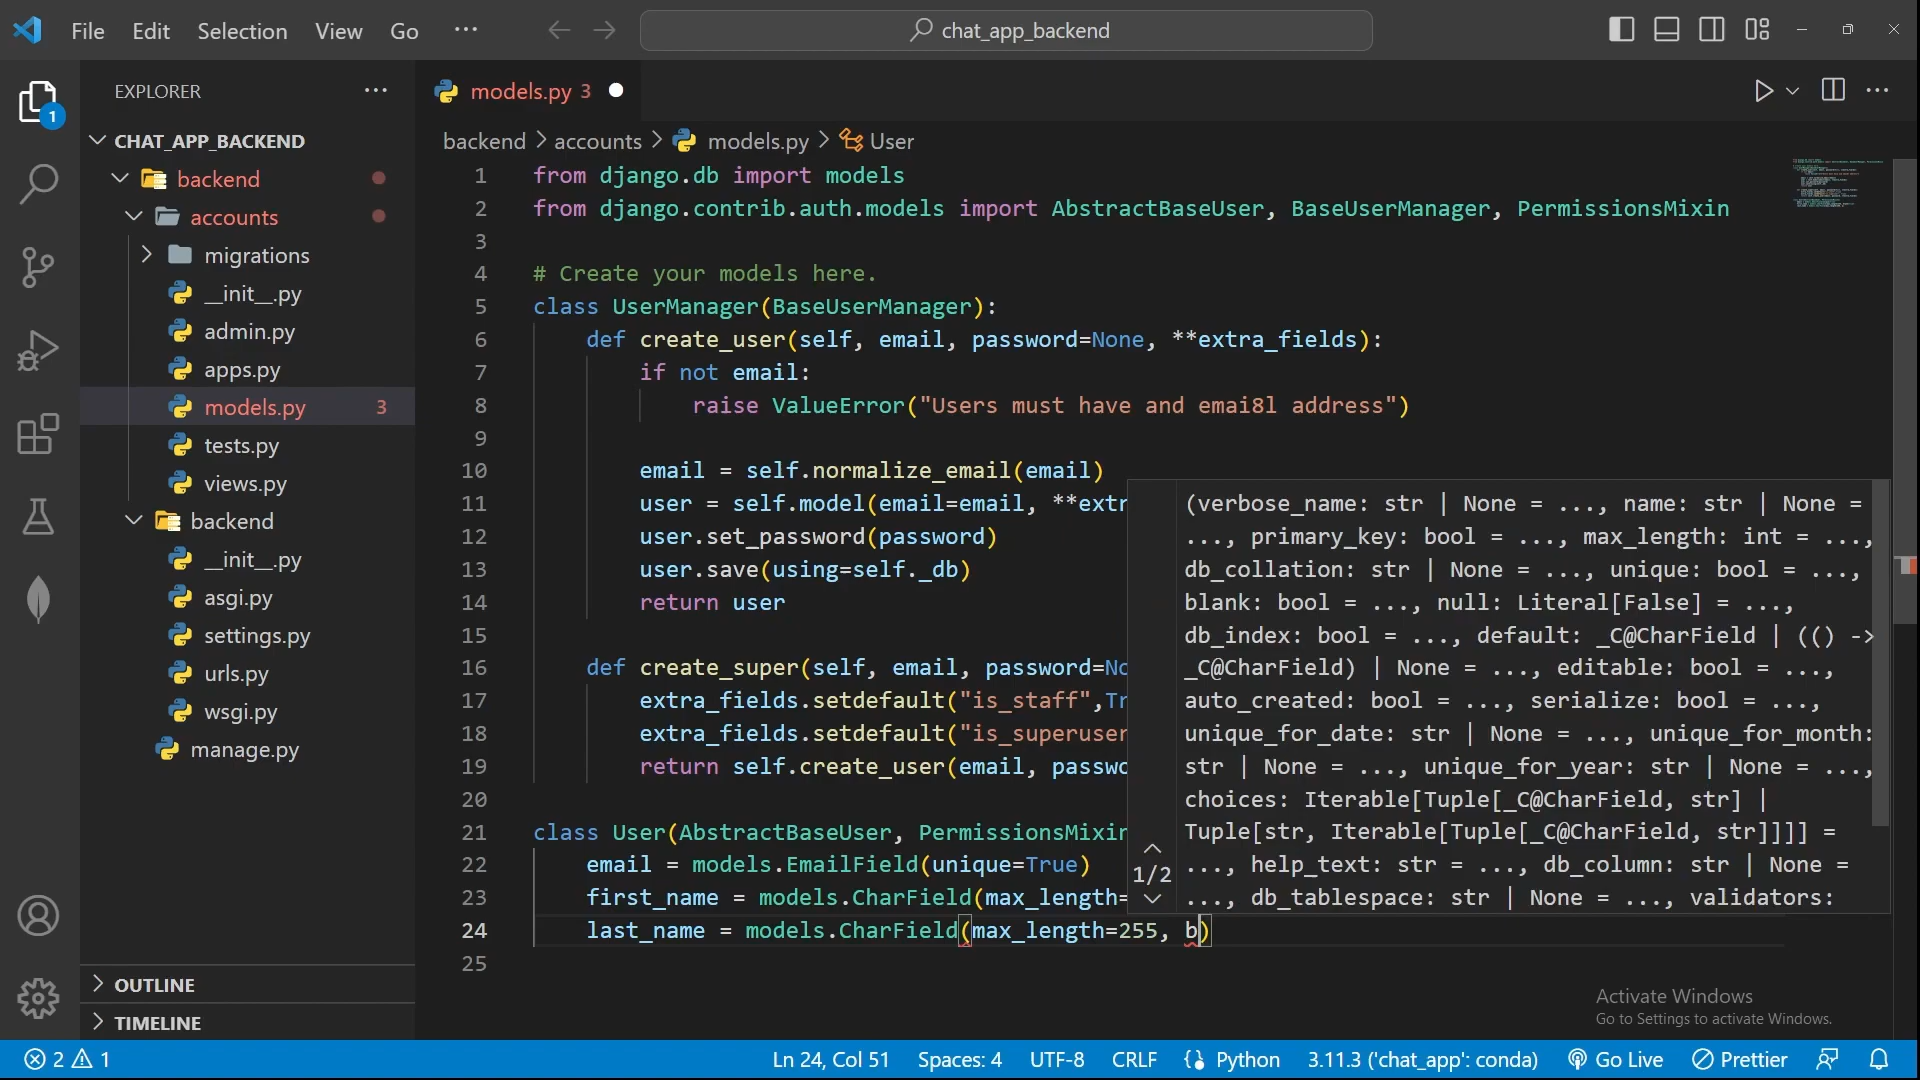 File Edit Selection View Go ··· chat_app_backend
EXPLORER ···
1
CHAT_APP_BACKEND
backend
accounts
migrations
__init__.py
admin.py
apps.py
models.py 3
tests.py
views.py
backend
__init__.py
asgi.py
settings.py
urls.py
wsgi.py
manage.py
OUTLINE
TIMELINE
models.py 3
backend > accounts > models.py > User
1 from django.db import models
2 from django.contrib.auth.models import AbstractBaseUser, BaseUserManager, PermissionsMixin
3
4 # Create your models here.
5 class UserManager(BaseUserManager):
6 def create_user(self, email, password=None, **extra_fields):
7 if not email:
8 raise ValueError("Users must have and emai8l address")
9
10 email = self.normalize_email(email)
11 user = self.model(email=email, **extr
12 user.set_password(password)
13 user.save(using=self._db)
14 return user
15
16 def create_super(self, email, password=No
17 extra_fields.setdefault("is_staff",Tr
18 extra_fields.setdefault("is_superuser
19 return self.create_user(email, passwo
20
21 class User(AbstractBaseUser, PermissionsMixin
22 email = models.EmailField(unique=True)
23 first_name = models.CharField(max_length=
24 last_name = models.CharField(max_length=255, b)
25
(verbose_name: str | None = ..., name: str | None =
..., primary_key: bool = ..., max_length: int = ...,
db_collation: str | None = ..., unique: bool = ...,
blank: bool = ..., null: Literal[False] = ...,
db_index: bool = ..., default: _C@CharField | (() ->
_C@CharField) | None = ..., editable: bool = ...,
auto_created: bool = ..., serialize: bool = ...,
unique_for_date: str | None = ..., unique_for_month:
str | None = ..., unique_for_year: str | None = ...,
choices: Iterable[Tuple[_C@CharField, str] |
Tuple[str, Iterable[Tuple[_C@CharField, str]]]] =
..., help_text: str = ..., db_column: str | None =
..., db_tablespace: str | None = ..., validators:
1/2
Activate Windows
Go to Settings to activate Windows.
2 1 Ln 24, Col 51 Spaces: 4 UTF-8 CRLF Python 3.11.3 ('chat_app': conda) Go Live Prettier